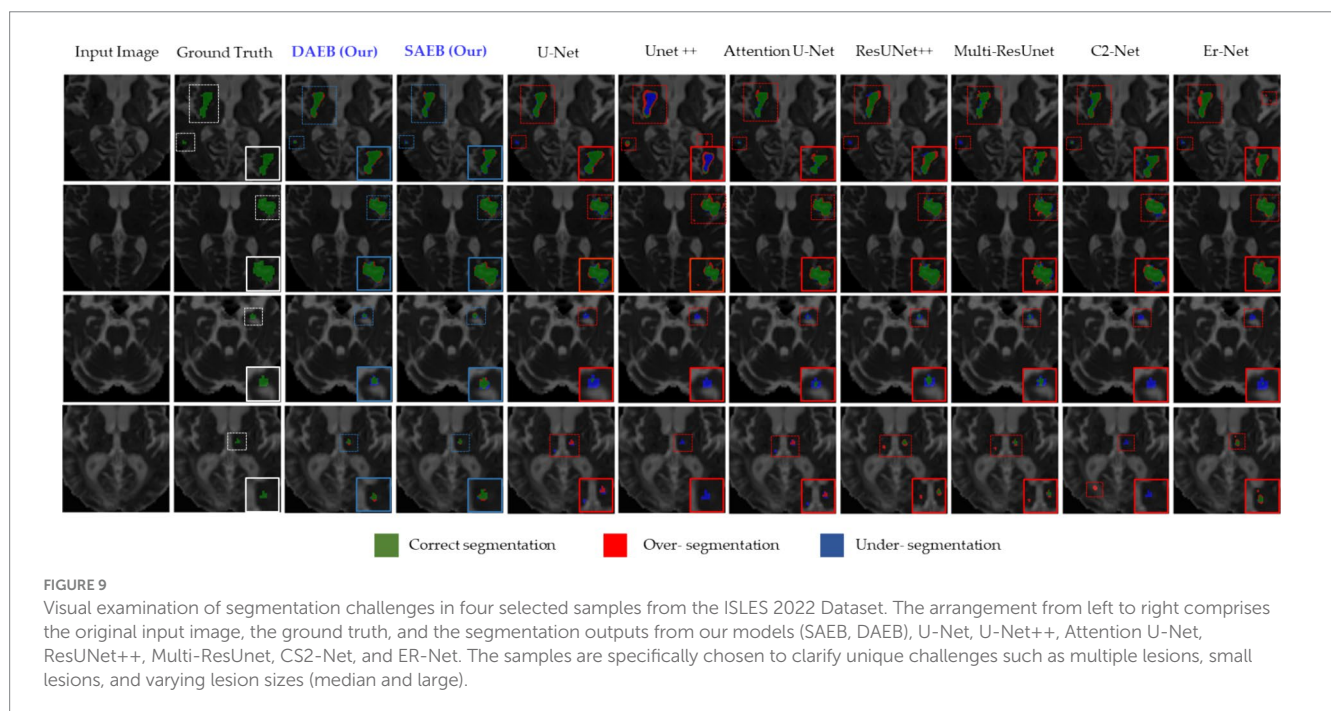 Input Image Ground Truth DAEB (Our) SAEB (Our) U-Net Unet ++ Attention U-Net ResUNet++ Multi-ResUnet C2-Net Er-Net
Correct segmentation Over- segmentation Under- segmentation
FIGURE 9
Visual examination of segmentation challenges in four selected samples from the ISLES 2022 Dataset. The arrangement from left to right comprises
the original input image, the ground truth, and the segmentation outputs from our models (SAEB, DAEB), U-Net, U-Net++, Attention U-Net,
ResUNet++, Multi-ResUnet, CS2-Net, and ER-Net. The samples are specifically chosen to clarify unique challenges such as multiple lesions, small
lesions, and varying lesion sizes (median and large).